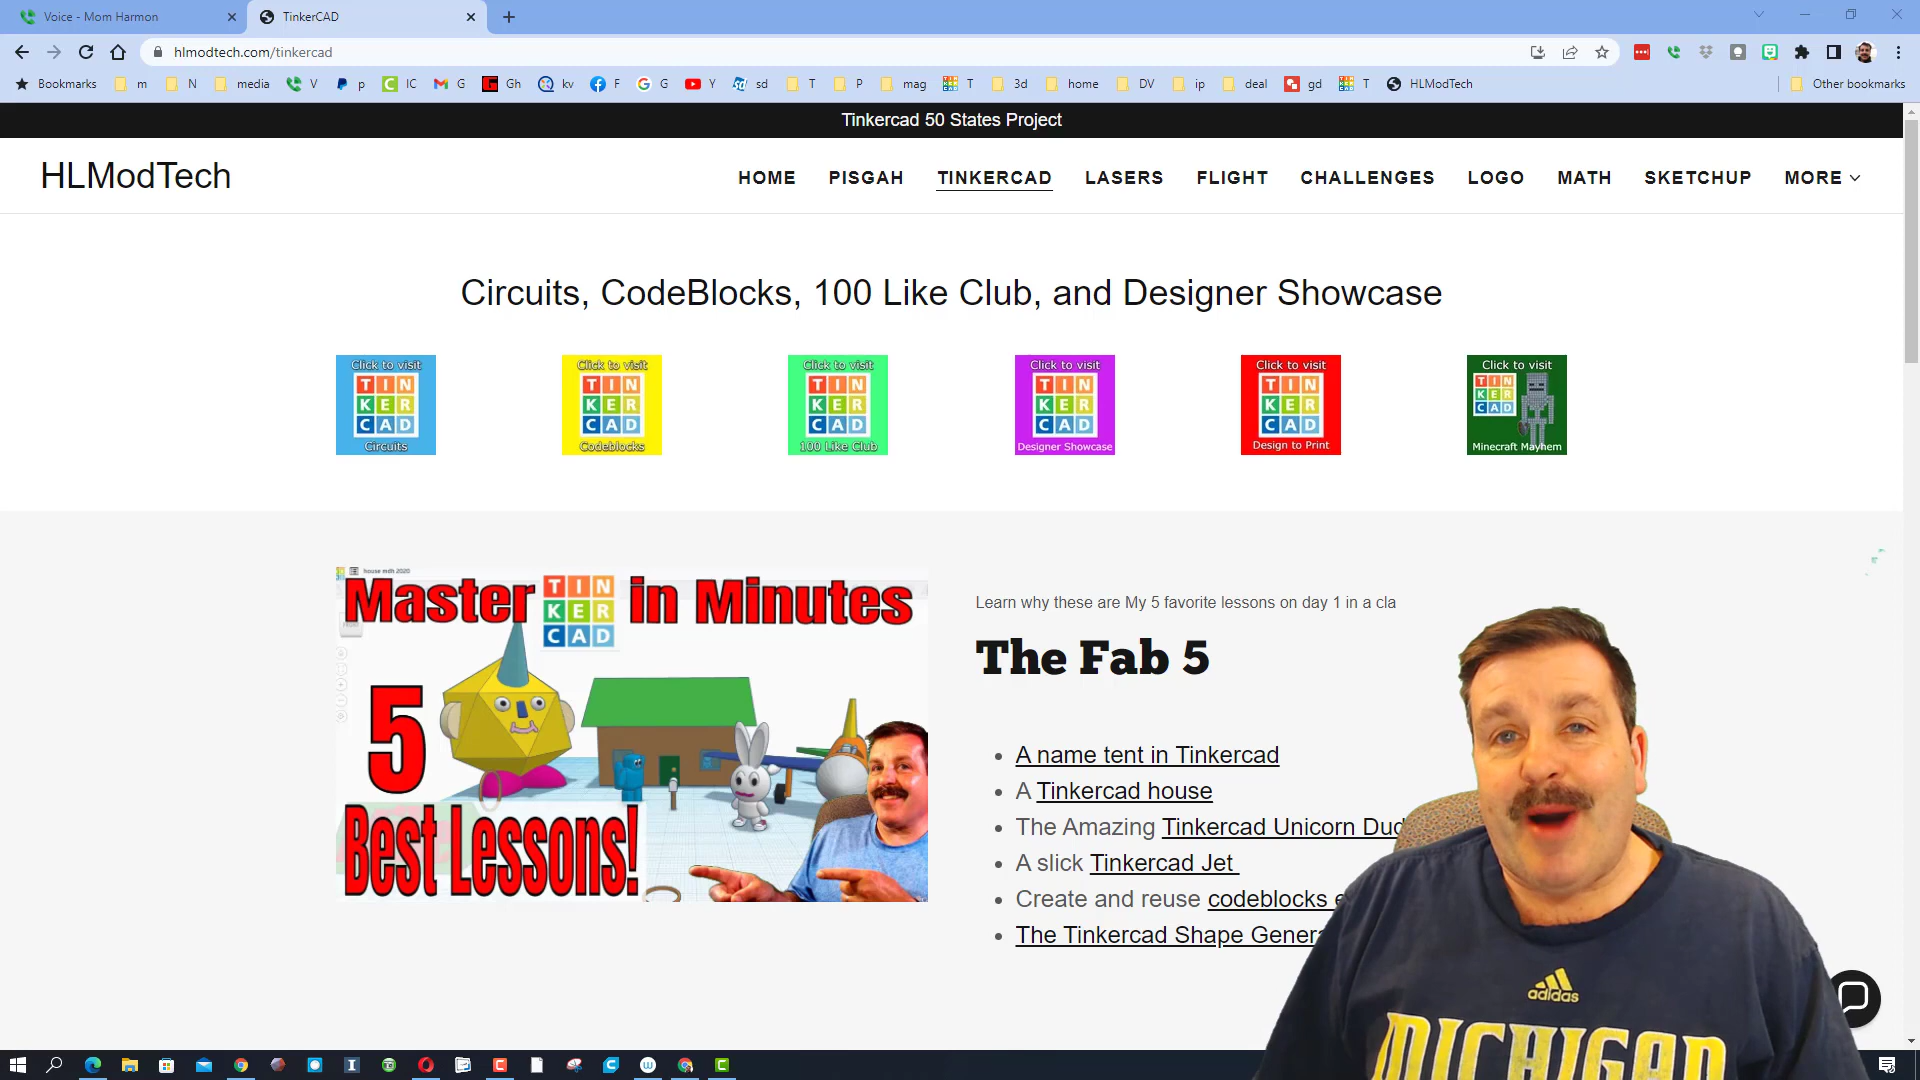 Voice - Mom Harmon
TinkerCAD
hlmodtech.com/tinkercad
Bookmarks m N media V p IC G Gh kv F G Y sd T P mag T 3d home DV ip deal gd T HLModTech Other bookmarks
Tinkercad 50 States Project
HLModTech
HOME PISGAH TINKERCAD LASERS FLIGHT CHALLENGES LOGO MATH SKETCHUP MORE
Circuits, CodeBlocks, 100 Like Club, and Designer Showcase
Click to visit
TIN
KER
CAD
Circuits
Click to visit
TIN
KER
CAD
Codeblocks
Click to visit
TIN
KER
CAD
100 Like Club
Click to visit
TIN
KER
CAD
Designer Showcase
Click to visit
TIN
KER
CAD
Design to Print
Click to visit
TIN
KER
CAD
Minecraft Mayhem
house mdh 2020
Master TIN KER CAD in Minutes
5
Best Lessons!
Learn why these are My 5 favorite lessons on day 1 in a cla
The Fab 5
A name tent in Tinkercad
A Tinkercad house
The Amazing Tinkercad Unicorn Dud
A slick Tinkercad Jet
Create and reuse codeblocks
The Tinkercad Shape Genera
adidas
MICHIGAN